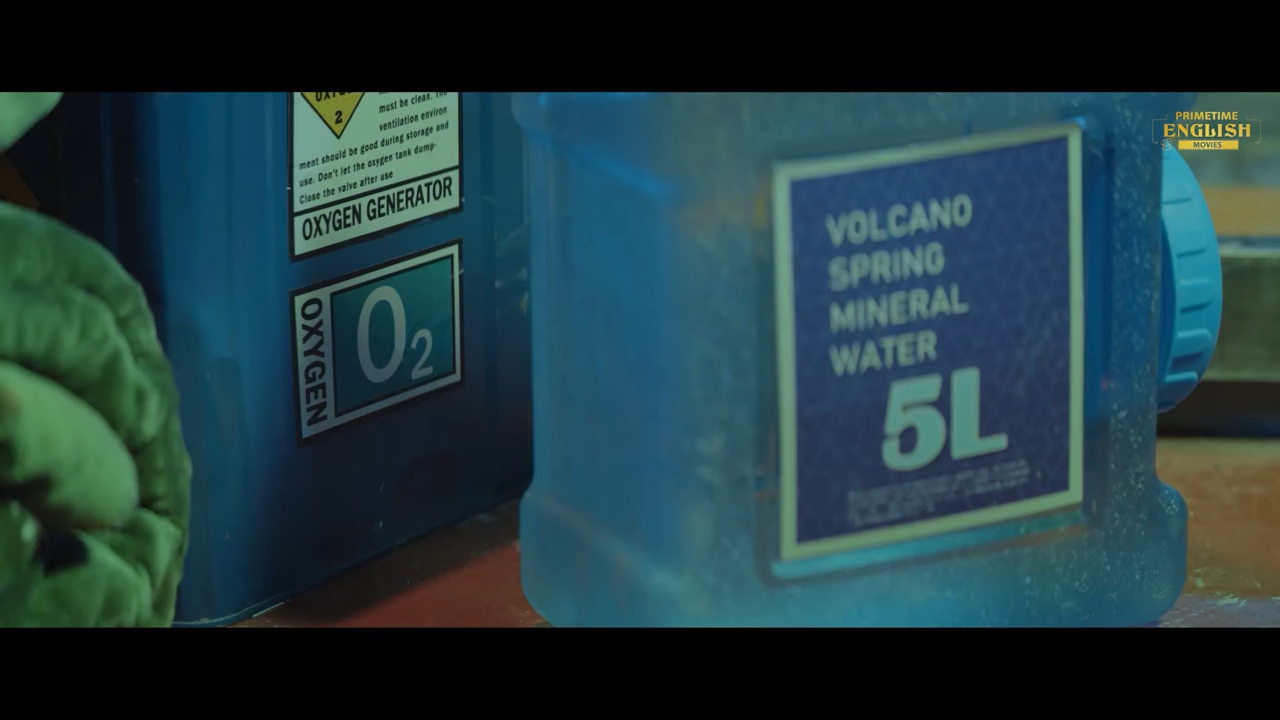 OXYGEN
2
must be clean. The
ventilation environ
ment should be good during storage and
use. Don't let the oxygen tank dump-
Close the valve after use
OXYGEN GENERATOR
OXYGEN
O2
VOLCANO
SPRING
MINERAL
WATER
5L
PRIMETIME
ENGLISH
MOVIES